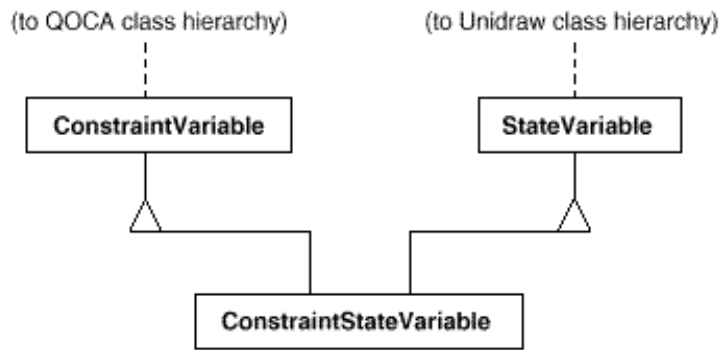 (to QOCA class hierarchy)
(to Unidraw class hierarchy)
ConstraintVariable
StateVariable
ConstraintStateVariable